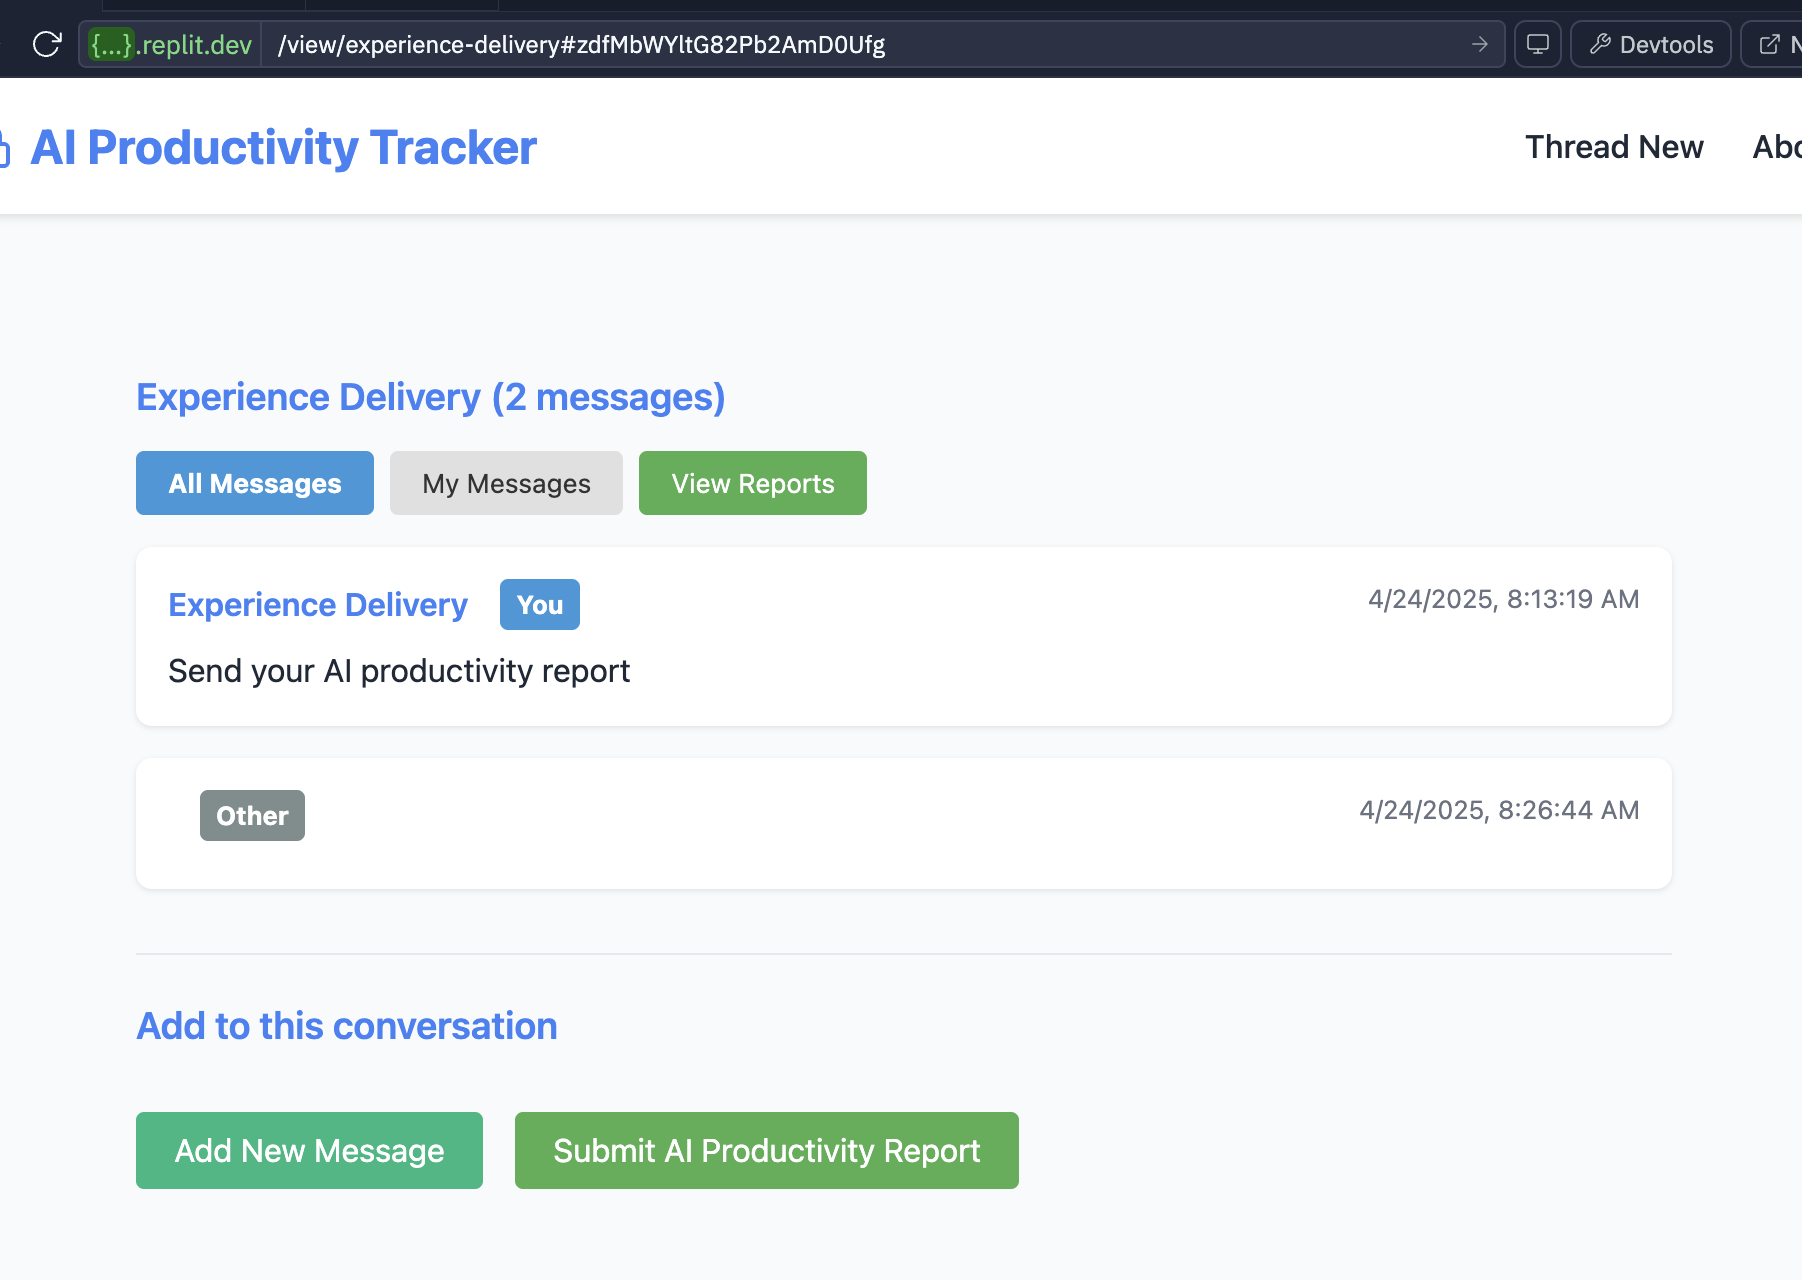 {...}.replit.dev /view/experience-delivery#zdfMbWYltG82Pb2AmD0Ufg → Devtools
AI Productivity Tracker Thread New
Experience Delivery (2 messages)
All Messages My Messages View Reports
Experience Delivery You 4/24/2025, 8:13:19 AM
Send your AI productivity report
Other 4/24/2025, 8:26:44 AM
Add to this conversation
Add New Message Submit AI Productivity Report